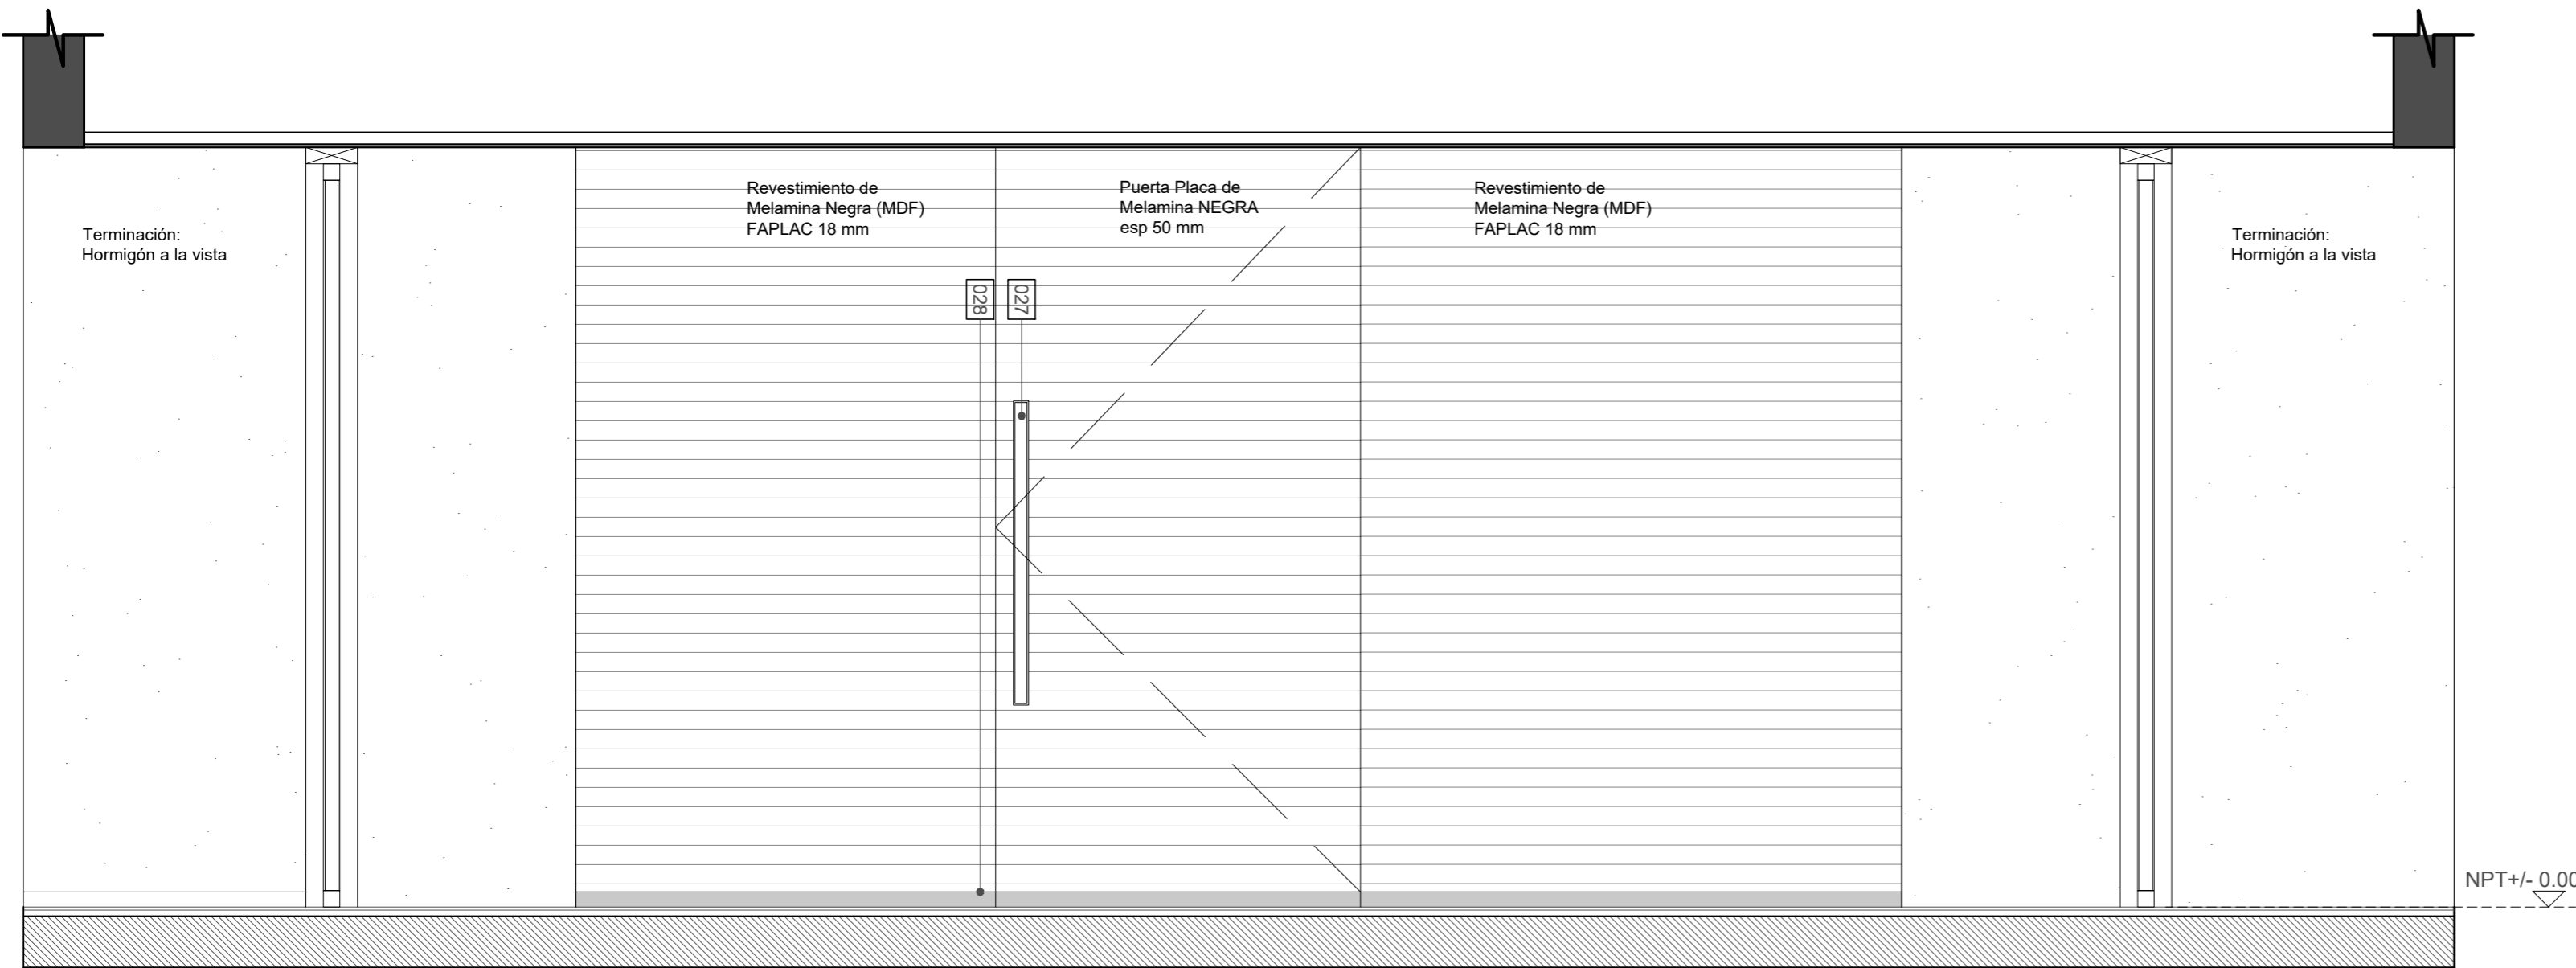 Revestimiento de
Melamina Negra (MDF)
FAPLAC 18 mm
Puerta Placa de
Melamina NEGRA
esp 50 mm
Revestimiento de
Melamina Negra (MDF)
FAPLAC 18 mm
Terminación:
Hormigón a la vista
Terminación:
Hormigón a la vista
028
027
NPT+/- 0.00